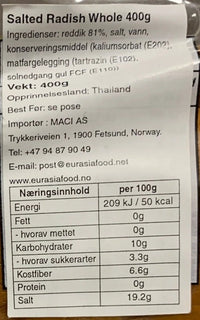 Salted Radish Whole 400g
Ingredienser: reddik 81%, salt, vann,
konserveringsmiddel (kaliumsorbat (E202),
matfargelegging (tartrazin (E102),
solnedgang gul FCF (E110))
Vekt: 400g
Opprinnelsesland: Thailand
Best Før: se pose
Importør : MACI AS
Trykkeriveien 1, 1900 Fetsund, Norway.
Tel: +47 94 87 90 49
E-mail: post@eurasiafood.net
www.eurasiafood.no
Næringsinnhold per 100g
Energi 209 kJ / 50 kcal
Fett 0g
- hvorav mettet 0g
Karbohydrater 10g
- hvorav sukkerarter 3.3g
Kostfiber 6.6g
Protein 0g
Salt 19.2g